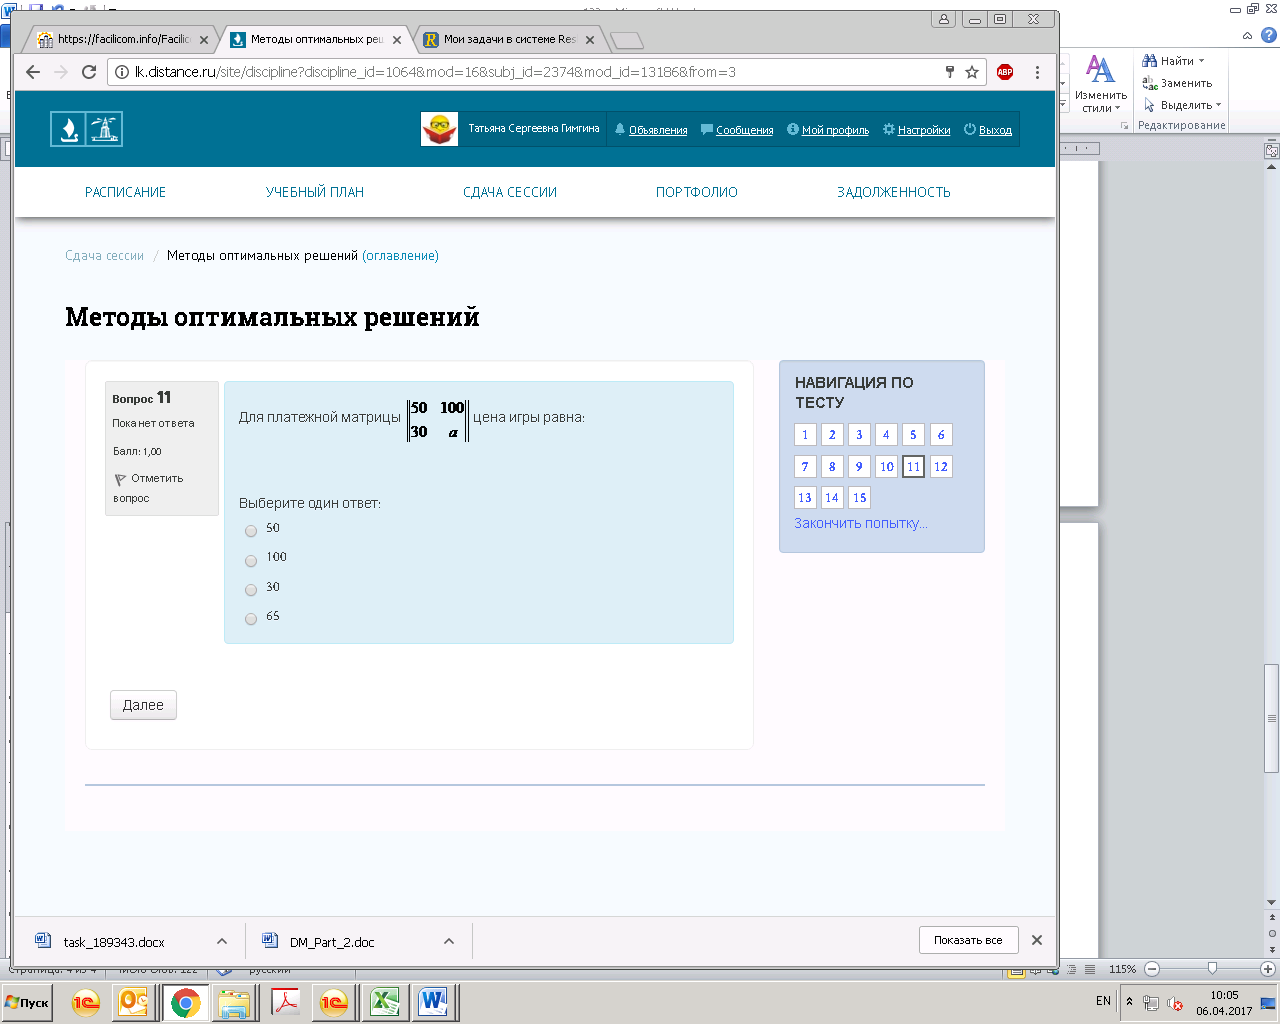 https://facilicom.info/Facilic
Методы оптимальных реш
Мои задачи в системе Res
lk.distance.ru/site/discipline?discipline_id=1064&mod=16&subj_id=2374&mod_id=13186&from=3
ABP
Татьяна Сергеевна Гимгина
Объявления
Сообщения
Мой профиль
Настройки
Выход
РАСПИСАНИЕ
УЧЕБНЫЙ ПЛАН
СДАЧА СЕССИИ
ПОРТФОЛИО
ЗАДОЛЖЕННОСТЬ
Сдача сессии / Методы оптимальных решений (оглавление)
Методы оптимальных решений
Вопрос 11
Пока нет ответа
Балл: 1,00
Отметить
вопрос
Для платежной матрицы
50 100
30 a
цена игры равна:
Выберите один ответ:
50
100
30
65
Далее
НАВИГАЦИЯ ПО
ТЕСТУ
1 2 3 4 5 6
7 8 9 10 11 12
13 14 15
Закончить попытку...
Найти
Заменить
Выделить
Изменить
стили
Редактирование
task_189343.docx
DM_Part_2.doc
Показать все
115%
Пуск
EN
10:05
06.04.2017